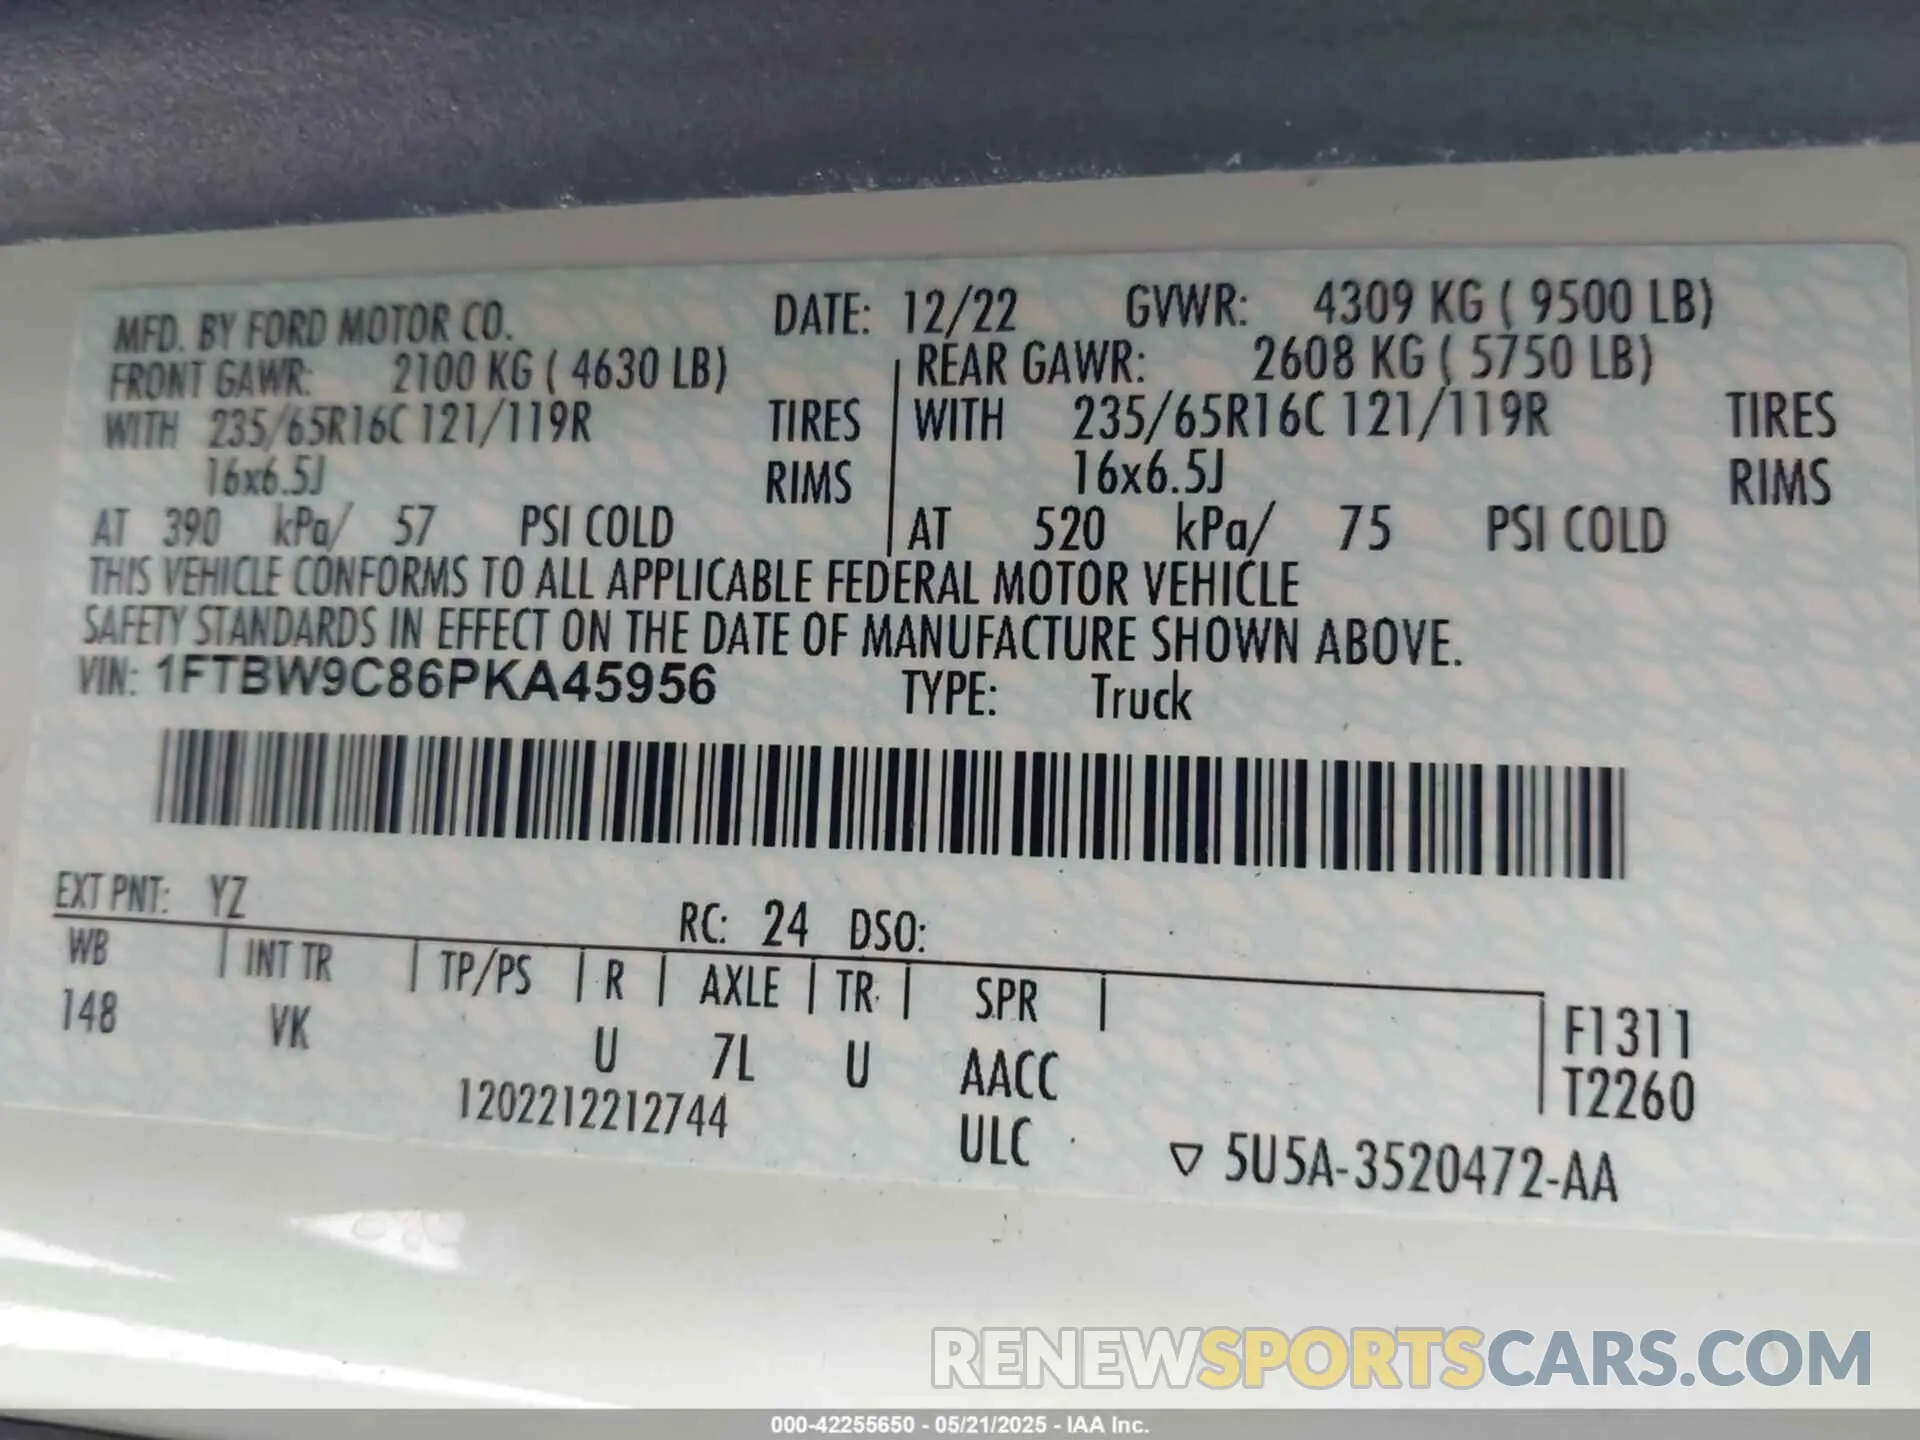 MFD. BY FORD MOTOR CO. DATE: 12/22 GVWR: 4309 KG ( 9500 LB)
FRONT GAWR: 2100 KG ( 4630 LB) REAR GAWR: 2608 KG ( 5750 LB)
WITH 235/65R16C 121/119R TIRES WITH 235/65R16C 121/119R TIRES
16x6.5J RIMS 16x6.5J RIMS
AT 390 kPa/ 57 PSI COLD AT 520 kPa/ 75 PSI COLD
THIS VEHICLE CONFORMS TO ALL APPLICABLE FEDERAL MOTOR VEHICLE
SAFETY STANDARDS IN EFFECT ON THE DATE OF MANUFACTURE SHOWN ABOVE.
VIN: 1FTBW9C86PKA45956 TYPE: Truck
EXT PNT: YZ RC: 24 DSO:
WB INT TR TP/PS R AXLE TR SPR
148 VK U 7L U AACC F1311
T2260
1202212212744 ULC ▽ 5U5A-3520472-AA
RENEWSPORTSCARS.COM
000-42255650 - 05/21/2025 - IAA Inc.